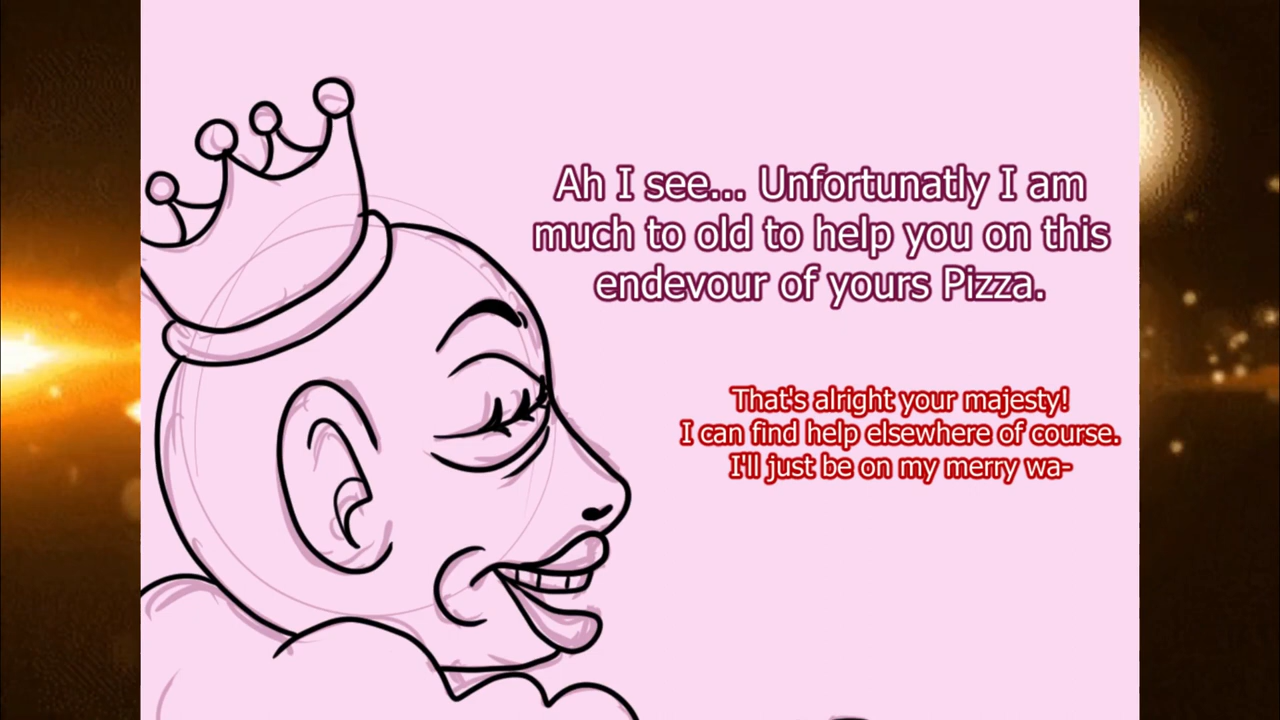 Ah I see... Unfortunatly I am
much to old to help you on this
endevour of yours Pizza.
That's alright your majesty!
I can find help elsewhere of course.
I'll just be on my merry wa-